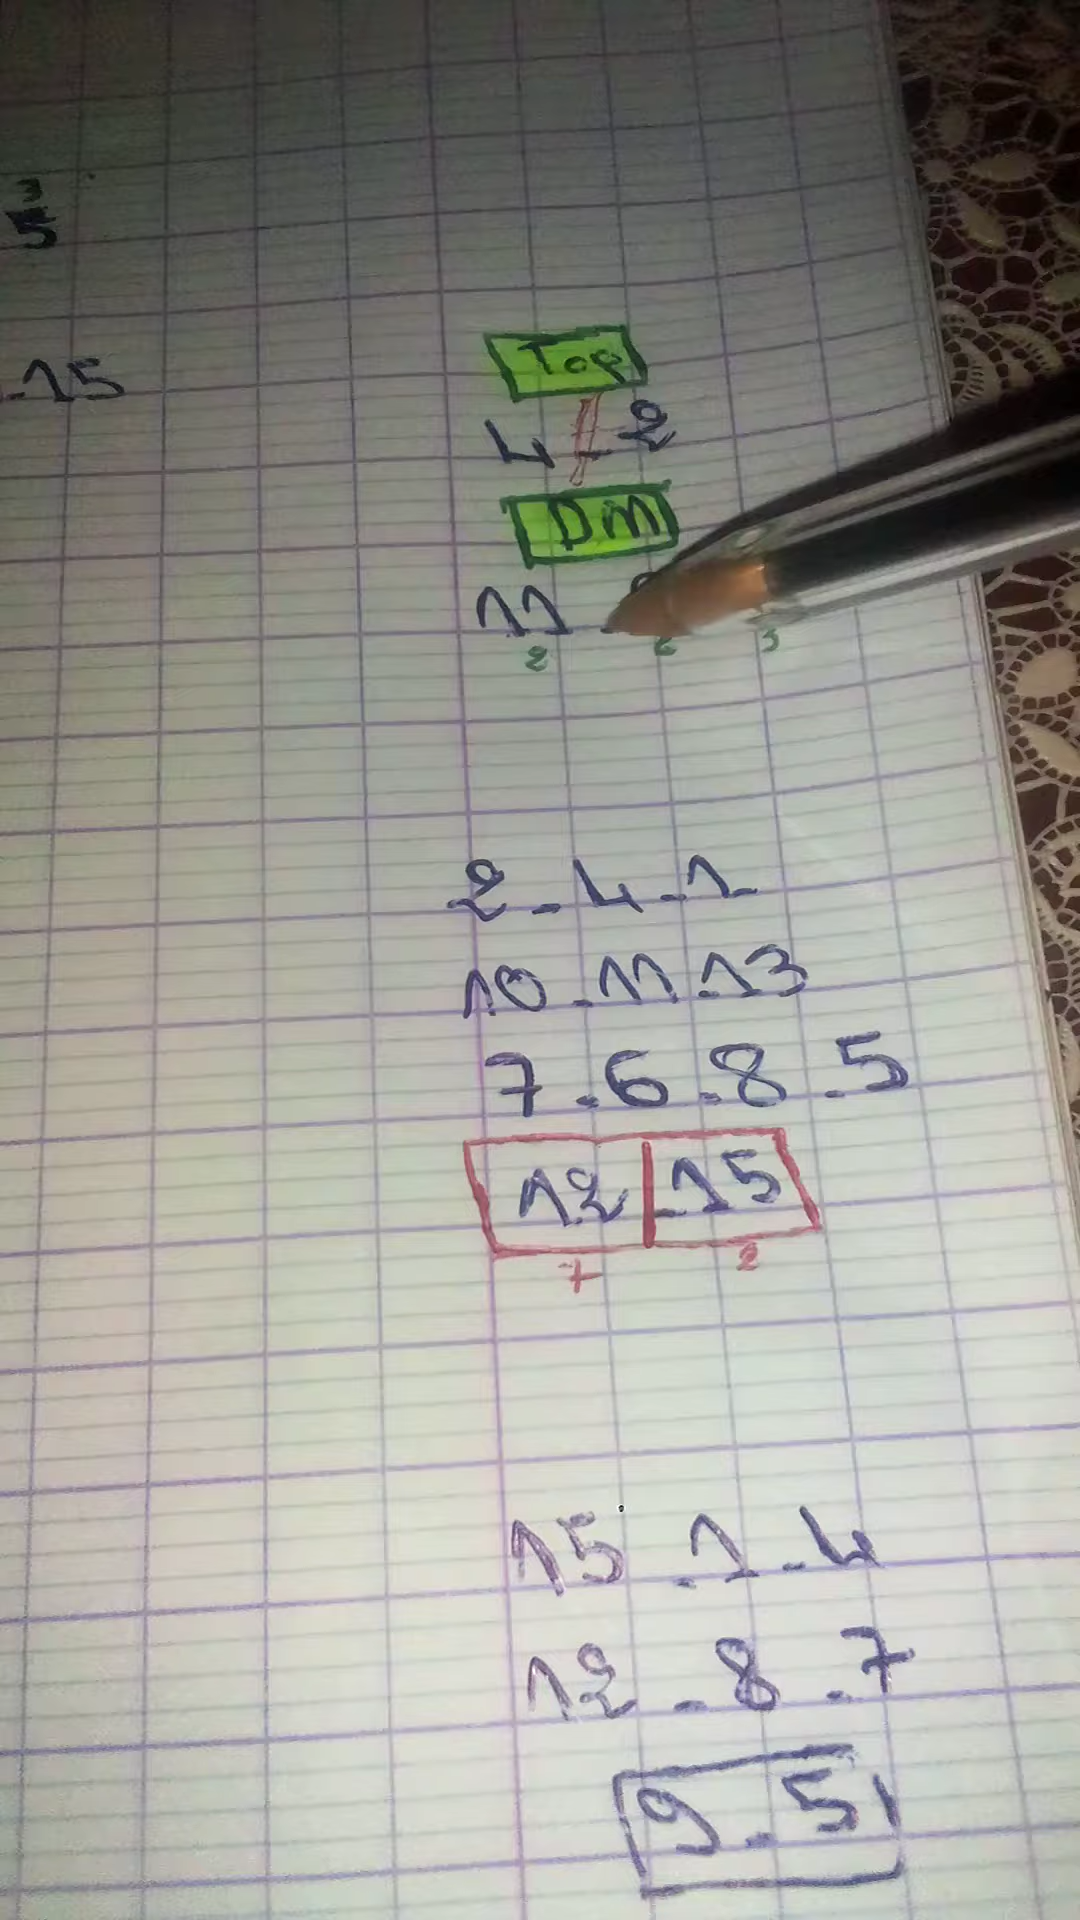 3
5
-15
Top
4 - 2
DM
11 -
2 2 3
2 - 4 - 1
10 - 11 - 13
7 - 6 - 8 - 5
12 - 15
7 2
15 - 1 - 4
12 - 8 - 7
9 - 5